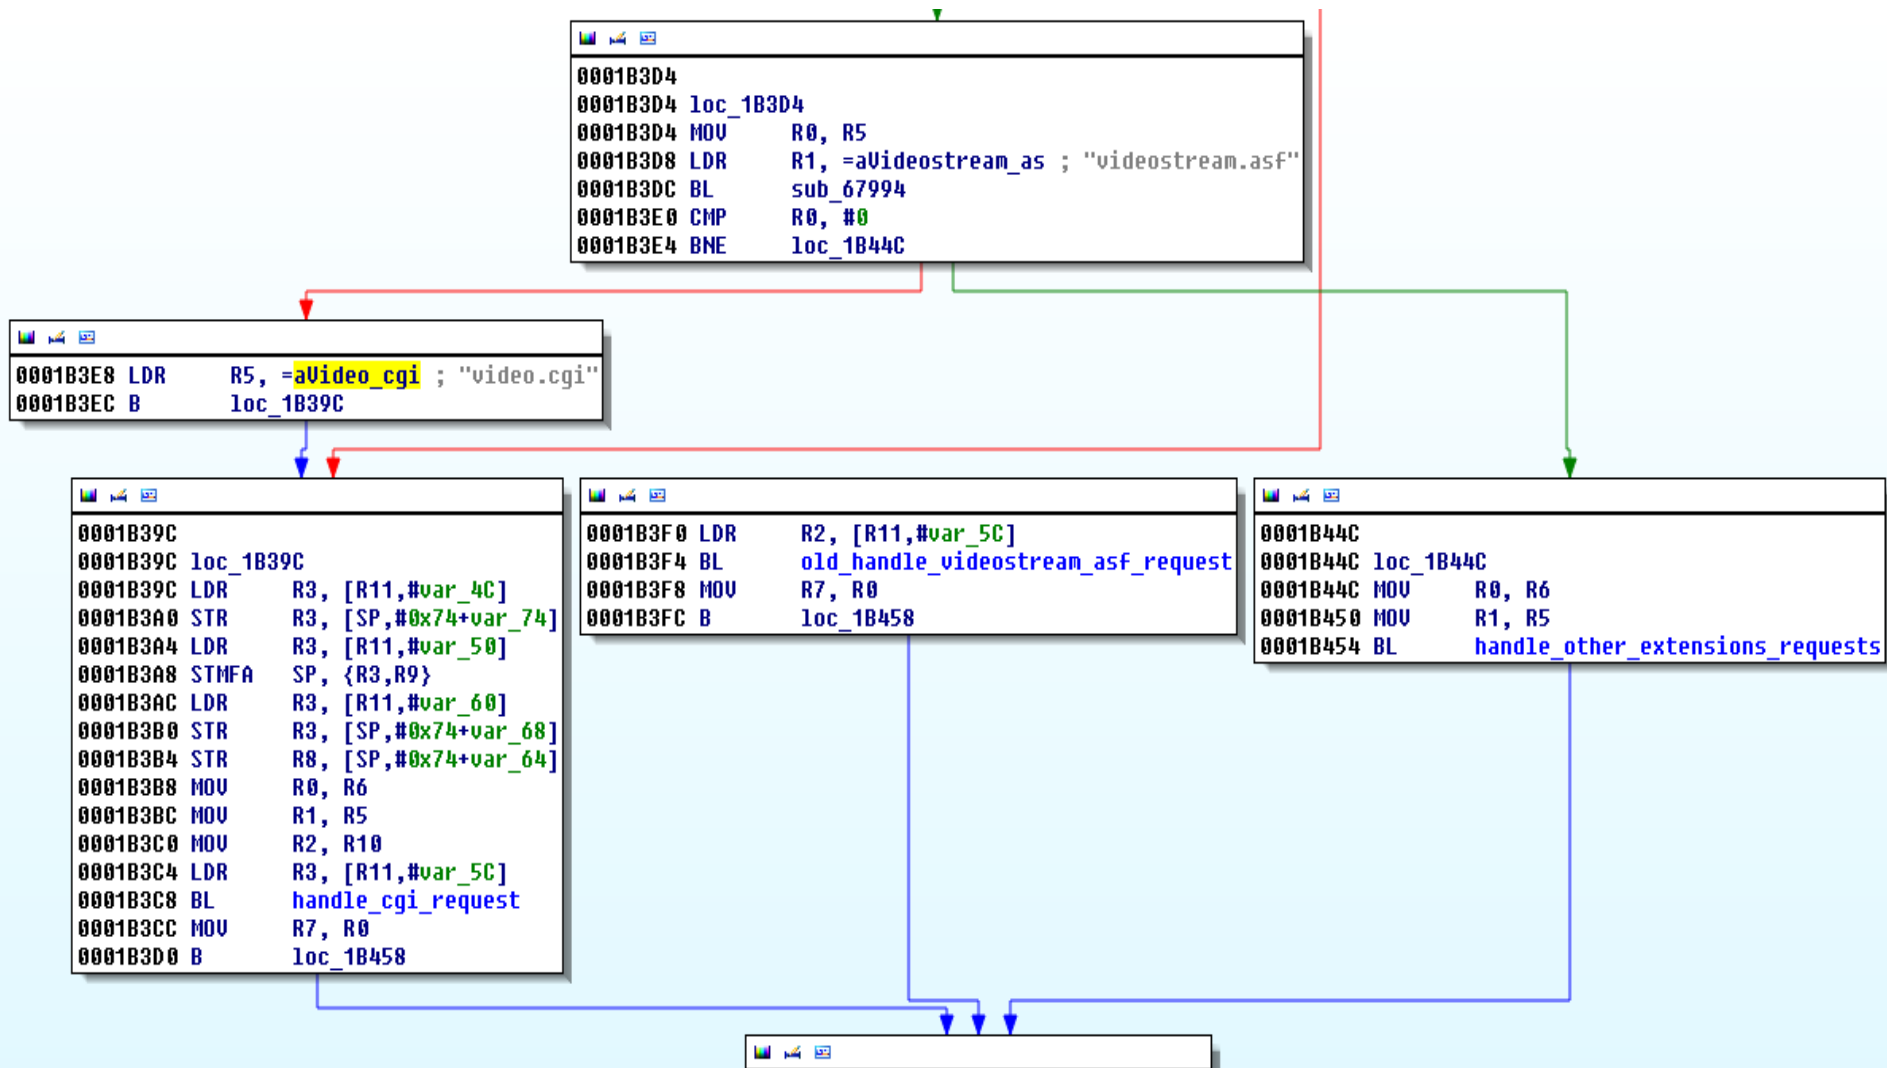 0001B3D4
0001B3D4 loc_1B3D4
0001B3D4 MOV R0, R5
0001B3D8 LDR R1, =aVideostream_as ; "videostream.asf"
0001B3DC BL sub_67994
0001B3E0 CMP R0, #0
0001B3E4 BNE loc_1B44C
0001B3E8 LDR R5, =aVideo_cgi ; "video.cgi"
0001B3EC B loc_1B39C
0001B39C
0001B39C loc_1B39C
0001B39C LDR R3, [R11,#var_4C]
0001B3A0 STR R3, [SP,#0x74+var_74]
0001B3A4 LDR R3, [R11,#var_50]
0001B3A8 STMFA SP, {R3,R9}
0001B3AC LDR R3, [R11,#var_60]
0001B3B0 STR R3, [SP,#0x74+var_68]
0001B3B4 STR R8, [SP,#0x74+var_64]
0001B3B8 MOV R0, R6
0001B3BC MOV R1, R5
0001B3C0 MOV R2, R10
0001B3C4 LDR R3, [R11,#var_5C]
0001B3C8 BL handle_cgi_request
0001B3CC MOV R7, R0
0001B3D0 B loc_1B458
0001B3F0 LDR R2, [R11,#var_5C]
0001B3F4 BL old_handle_videostream_asf_request
0001B3F8 MOV R7, R0
0001B3FC B loc_1B458
0001B44C
0001B44C loc_1B44C
0001B44C MOV R0, R6
0001B450 MOV R1, R5
0001B454 BL handle_other_extensions_requests